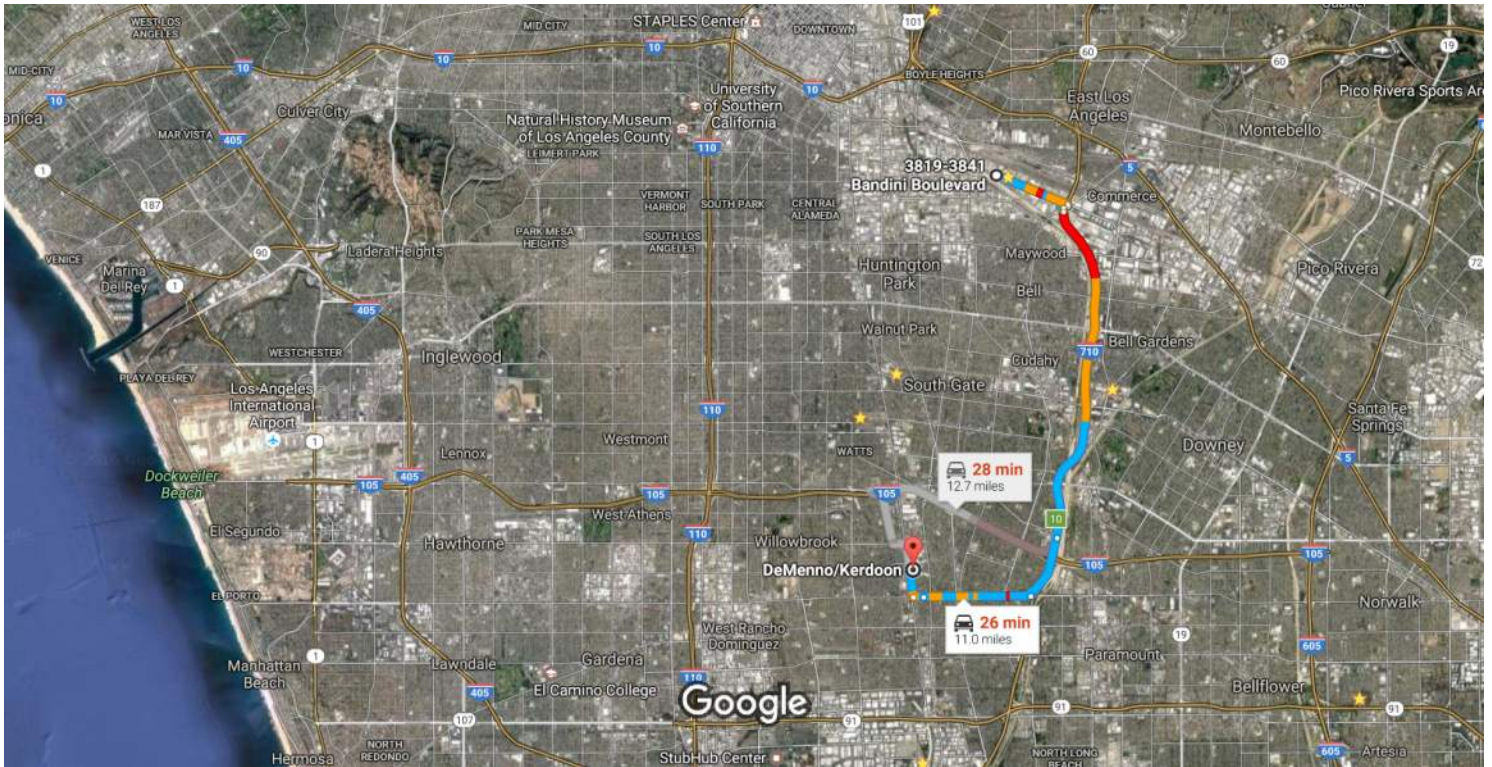 STAPLES Center
MID CITY
DOWNTOWN
101
WEST LOS
ANGELES
10
10
10
60
60
19
MID-CITY
10
BOYLE HEIGHTS
10
University
of Southern
California
East Los
Angeles
Pico Rivera Sports Are
Culver City
onica
MAR VISTA
405
Natural History Museum
of Los Angeles County
LEIMERT PARK
110
Montebello
1
3819-3841
Bandini Boulevard
5
187
VERMONT
HARBOR
SOUTH PARK
CENTRAL
ALAMEDA
Commerce
PARK MESA
HEIGHTS
SOUTH LOS
ANGELES
90
Ladera Heights
VENICE
Marina
Del Rey
1
Maywood
Huntington
Park
Pico Rivera
72
Bell
405
Walnut Park
WESTCHESTER
Inglewood
710
Bell Gardens
Cudahy
PLAYA DEL REY
Los Angeles
International
Airport
South Gate
110
Santa Fe
Springs
1
Westmont
WATTS
Downey
Lennox
5
Dockweiler
Beach
405
105
28 min
12.7 miles
105
105
West Athens
10
El Segundo
Hawthorne
110
Willowbrook
105
105
DeMenno/Kerdoon
EL PORTO
26 min
11.0 miles
Norwalk
West Rancho
Dominguez
19
605
1
Manhattan
Beach
Lawndale
Gardena
Paramount
110
El Camino College
405
Google
Bellflower
107
91
91
91
NORTH
REDONDO
Hermosa
StubHub Center
NORTH LONG
BEACH
605
Artesia